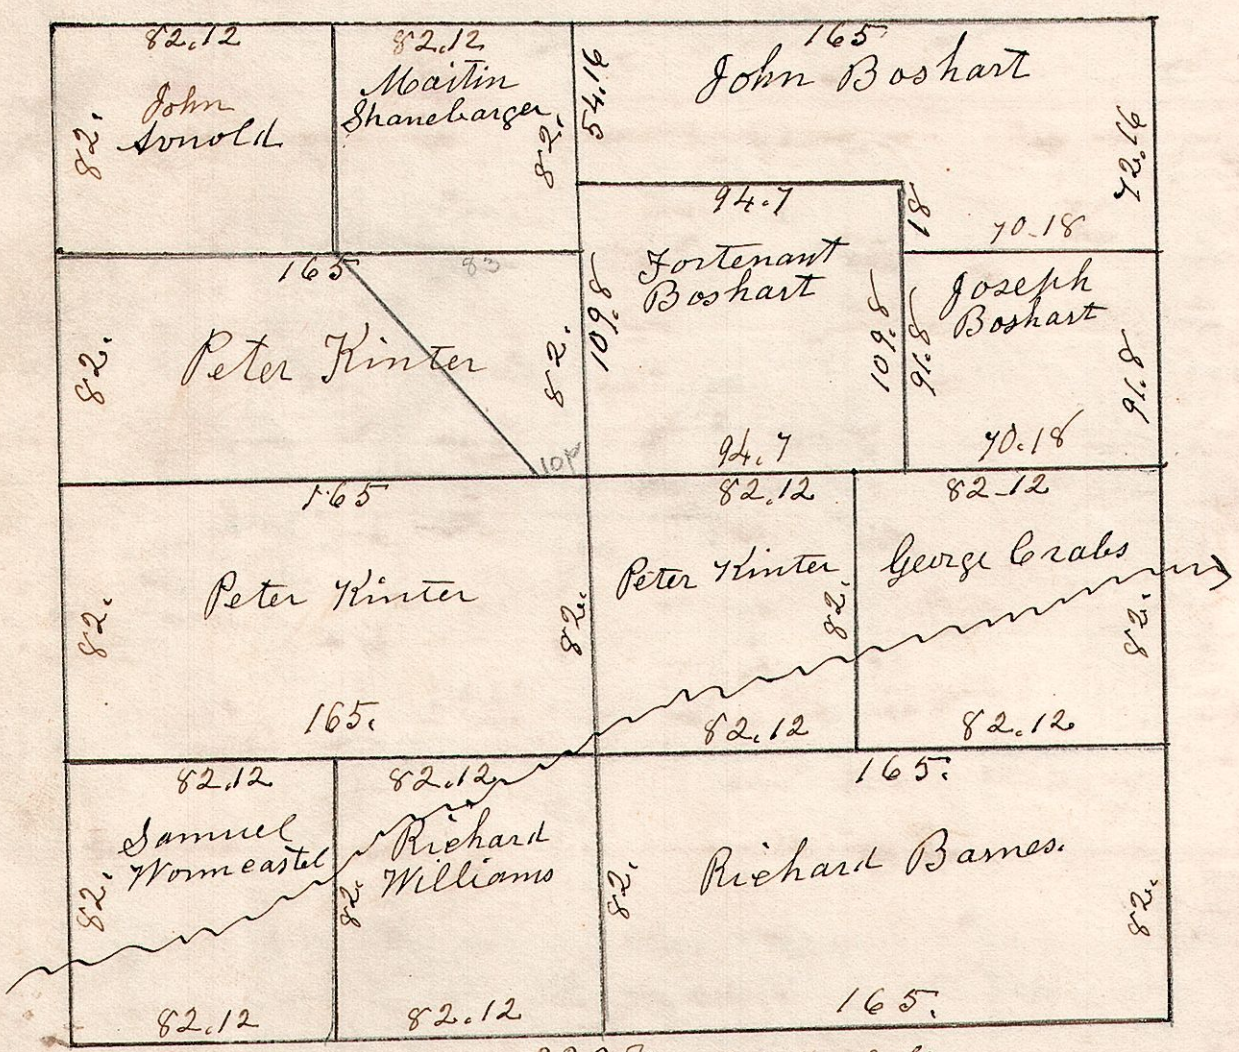 82.12
John
Arnold
82.
82.12
Martin
Shanebarger
82.
165
54.16
John Boshart
72.16
18
70.18
165
83
Peter Kinter
82.
82.
10p
94.7
Fortenant
Boshart
109.8
109.8
94.7
Joseph
Boshart
91.8
91.8
70.18
165
Peter Kinter
82.
82.
165.
82.12
Peter Kinter
82.
82.12
82-12
George Crabs
82.
82.12
82.12
Samuel
82.
82.12
82.12
Richard
Williams
82.
82.12
165.
Richard Barnes.
82.
82.
165.